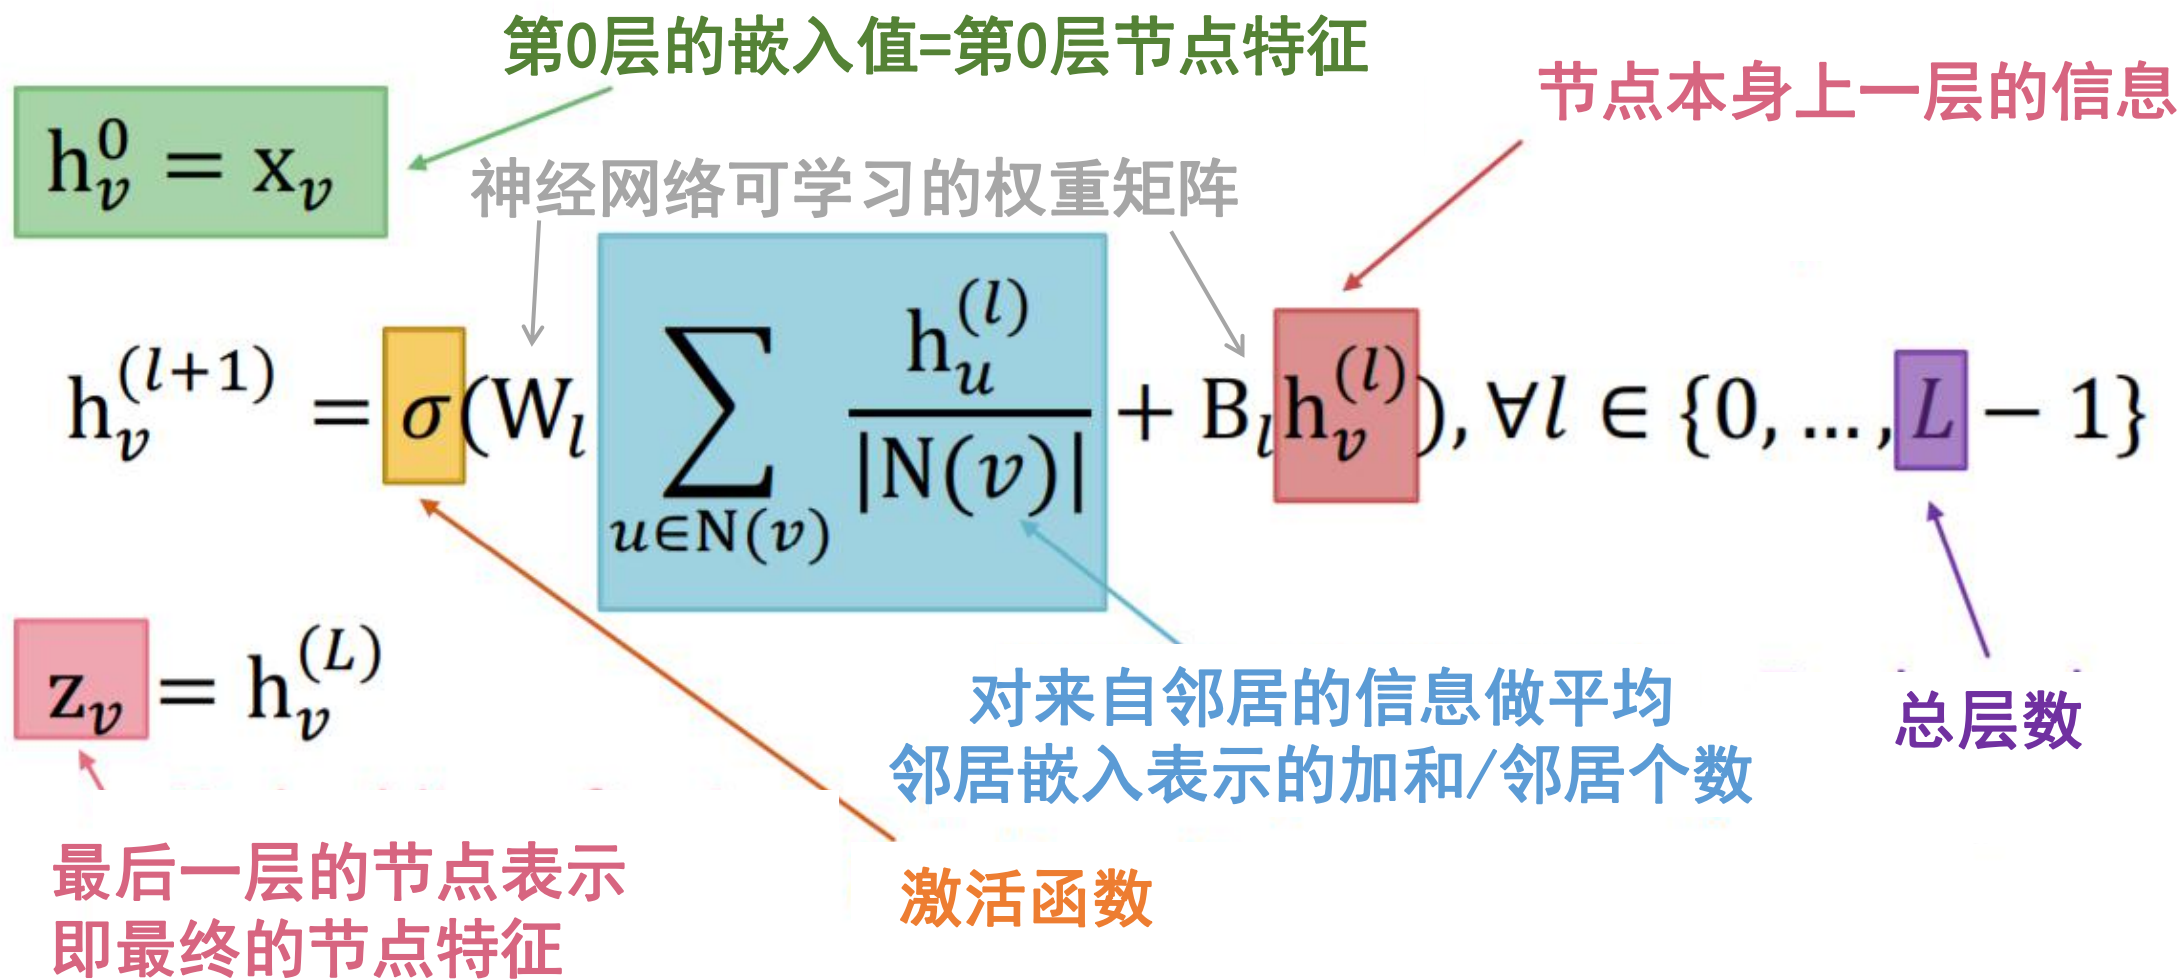 第0层的嵌入值=第0层节点特征
节点本身上一层的信息
h_v^0 = x_v
神经网络可学习的权重矩阵
h_v^{(l+1)} = σ(W_l ∑_{u∈N(v)} \frac{h_u^{(l)}}{|N(v)|} + B_l h_v^{(l)}), ∀l ∈ {0, …, L − 1}
z_v = h_v^{(L)}
对来自邻居的信息做平均
邻居嵌入表示的加和/邻居个数
总层数
最后一层的节点表示
即最终的节点特征
激活函数